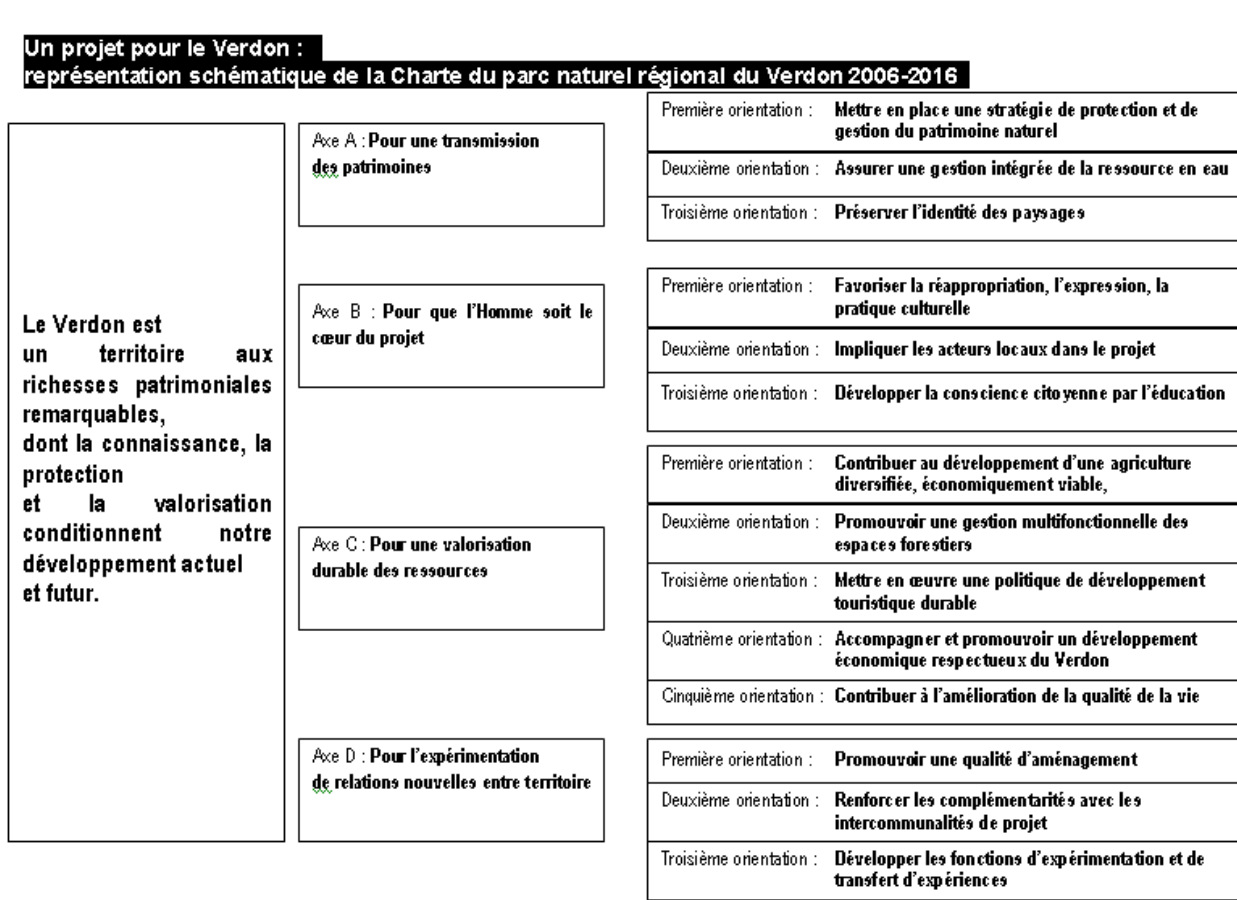 Un projet pour le Verdon :
représentation schématique de la Charte du parc naturel régional du Verdon 2006-2016
Le Verdon est
un territoire aux
richesses patrimoniales
remarquables,
dont la connaissance, la
protection
et la valorisation
conditionnent notre
développement actuel
et futur.
Axe A : Pour une transmission
des patrimoines
Première orientation : Mettre en place une stratégie de protection et de
gestion du patrimoine naturel
Deuxième orientation : Assurer une gestion intégrée de la ressource en eau
Troisième orientation : Préserver l'identité des paysages
Axe B : Pour que l'Homme soit le
cœur du projet
Première orientation : Favoriser la réappropriation, l'expression, la
pratique culturelle
Deuxième orientation : Impliquer les acteurs locaux dans le projet
Troisième orientation : Développer la conscience citoyenne par l'éducation
Axe C : Pour une valorisation
durable des ressources
Première orientation : Contribuer au développement d'une agriculture
diversifiée, économiquement viable,
Deuxième orientation : Promouvoir une gestion multifonctionnelle des
espaces forestiers
Troisième orientation : Mettre en œuvre une politique de développement
touristique durable
Quatrième orientation : Accompagner et promouvoir un développement
économique respectueux du Verdon
Cinquième orientation : Contribuer à l'amélioration de la qualité de la vie
Axe D : Pour l'expérimentation
de relations nouvelles entre territoire
Première orientation : Promouvoir une qualité d'aménagement
Deuxième orientation : Renforcer les complémentarités avec les
intercommunalités de projet
Troisième orientation : Développer les fonctions d'expérimentation et de
transfert d'expériences